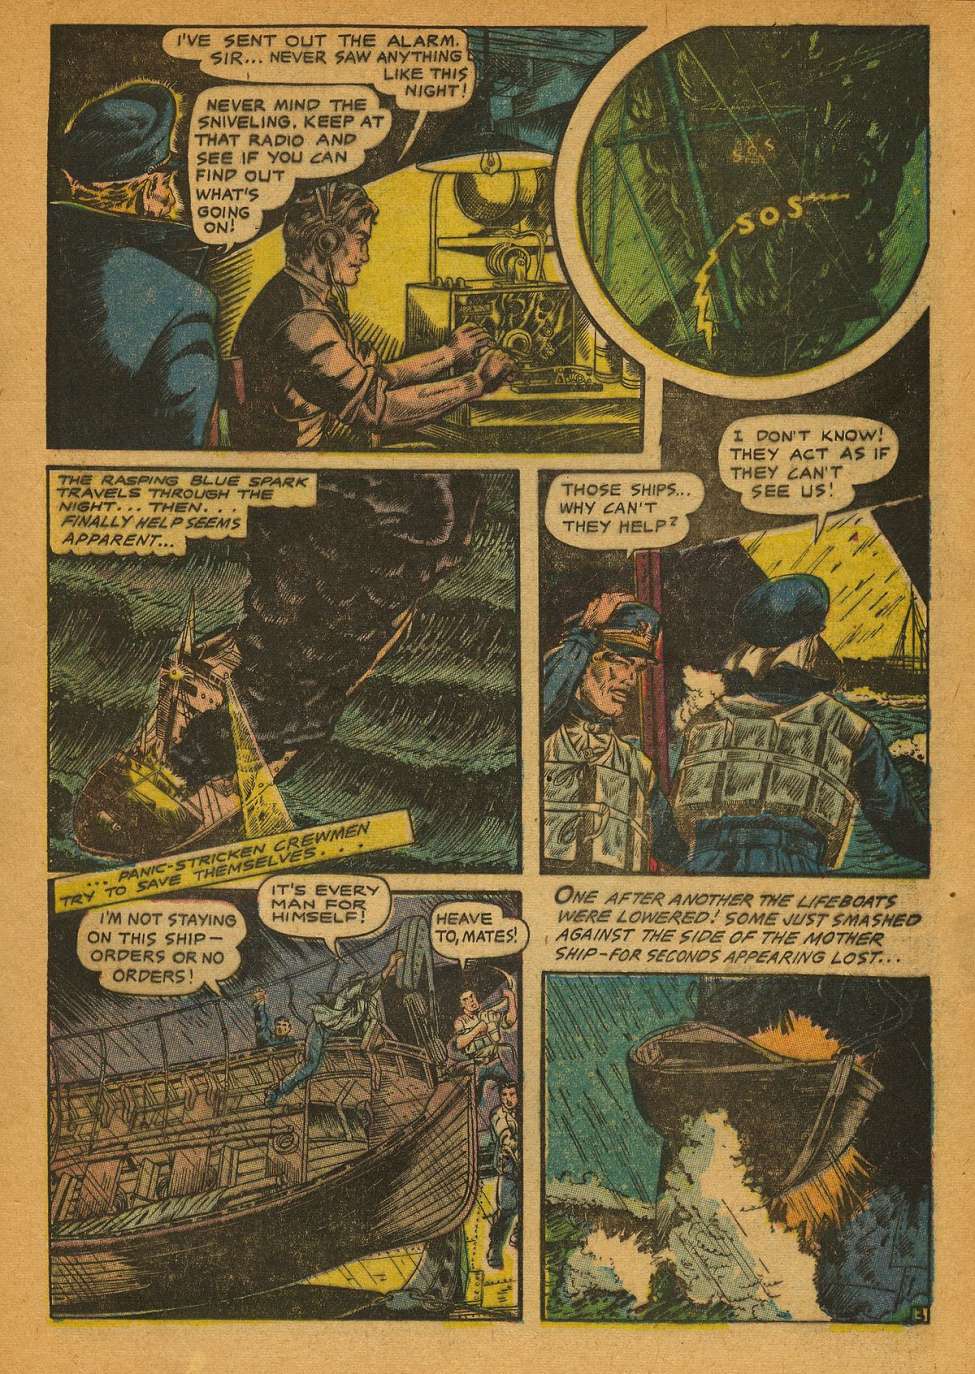 I'VE SENT OUT THE ALARM,
SIR... NEVER SAW ANYTHING
LIKE THIS
NIGHT!
NEVER MIND THE
SNIVELING. KEEP AT
THAT RADIO AND
SEE IF YOU CAN
FIND OUT
WHAT'S
GOING
ON!
SOS
THE RASPING BLUE SPARK
TRAVELS THROUGH THE
NIGHT... THEN...
FINALLY HELP SEEMS
APPARENT...
THOSE SHIPS...
WHY CAN'T
THEY HELP?
I DON'T KNOW!
THEY ACT AS IF
THEY CAN'T
SEE US!
... PANIC-STRICKEN CREWMEN
TRY TO SAVE THEMSELVES....
I'M NOT STAYING
ON THIS SHIP—
ORDERS OR NO
ORDERS!
IT'S EVERY
MAN FOR
HIMSELF!
HEAVE
TO, MATES!
ONE AFTER ANOTHER THE LIFEBOATS
WERE LOWERED! SOME JUST SMASHED
AGAINST THE SIDE OF THE MOTHER
SHIP-FOR SECONDS APPEARING LOST...